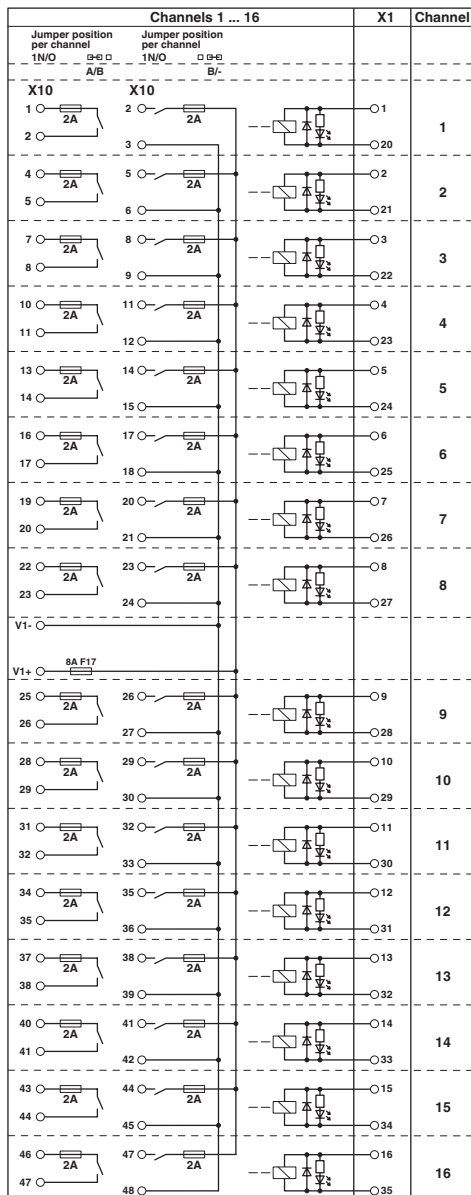 Channels 1 ... 16 X1 Channel
Jumper position Jumper position
per channel per channel
1N/O 1N/O
A/B B/-
X10 X10
1 2A 2 2A 1
2 3 20 1
4 2A 5 2A 2
5 6 21 2
7 2A 8 2A 3
8 9 22 3
10 2A 11 2A 4
11 12 23 4
13 2A 14 2A 5
14 15 24 5
16 2A 17 2A 6
17 18 25 6
19 2A 20 2A 7
20 21 26 7
22 2A 23 2A 8
23 24 27 8
V1-
V1+ 8A F17
25 2A 26 2A 9
26 27 28 9
28 2A 29 2A 10
29 30 29 10
31 2A 32 2A 11
32 33 30 11
34 2A 35 2A 12
35 36 31 12
37 2A 38 2A 13
38 39 32 13
40 2A 41 2A 14
41 42 33 14
43 2A 44 2A 15
44 45 34 15
46 2A 47 2A 16
47 48 35 16